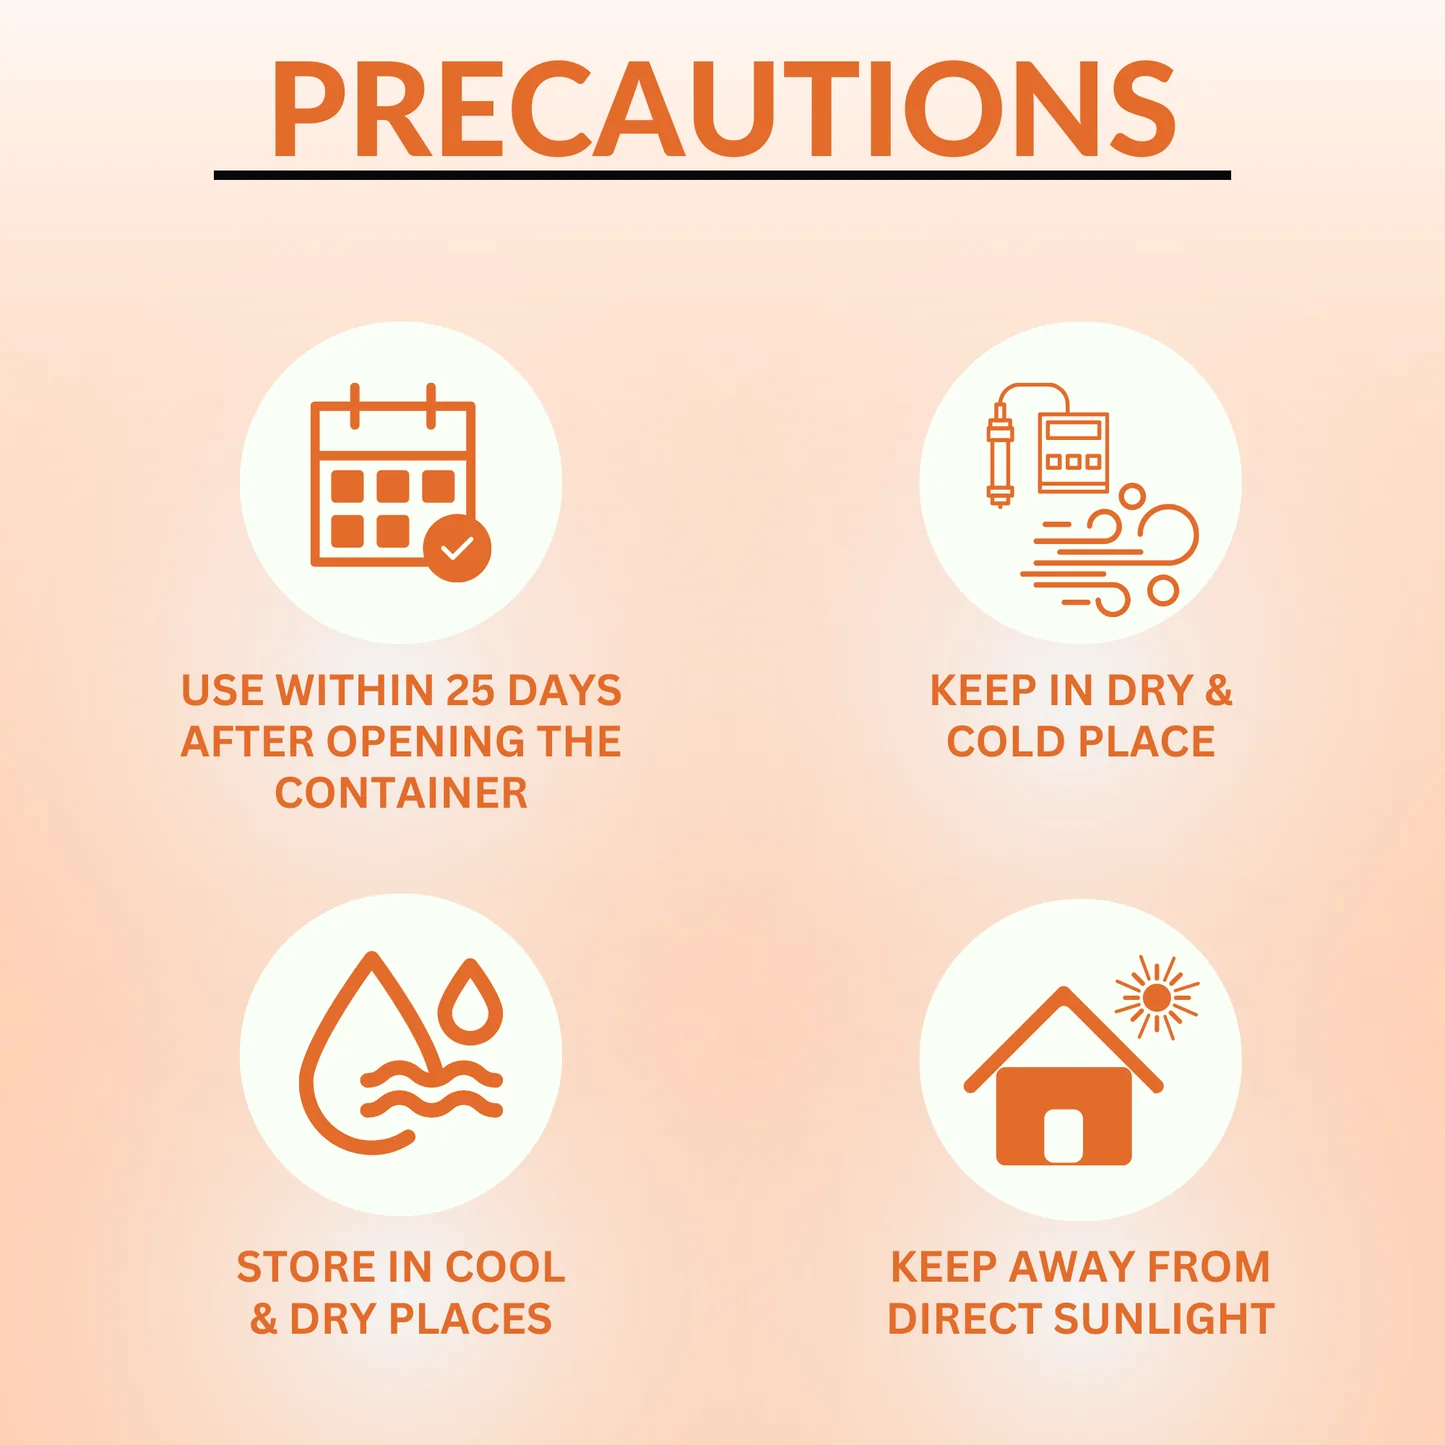 PRECAUTIONS
USE WITHIN 25 DAYS
AFTER OPENING THE
CONTAINER
KEEP IN DRY &
COLD PLACE
STORE IN COOL
& DRY PLACES
KEEP AWAY FROM
DIRECT SUNLIGHT